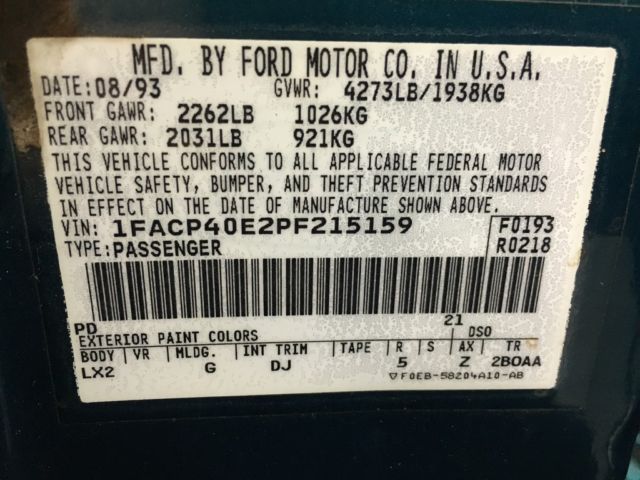 MFD. BY FORD MOTOR CO. IN U.S.A.
DATE: 08/93 GVWR: 4273LB/1938KG
FRONT GAWR: 2262LB 1026KG
REAR GAWR: 2031LB 921KG
THIS VEHICLE CONFORMS TO ALL APPLICABLE FEDERAL MOTOR
VEHICLE SAFETY, BUMPER, AND THEFT PREVENTION STANDARDS
IN EFFECT ON THE DATE OF MANUFACTURE SHOWN ABOVE.
VIN: 1FACP40E2PF215159 F0193
TYPE: PASSENGER R0218
PD 21
EXTERIOR PAINT COLORS DSO
BODY VR MLDG. INT TRIM TAPE R S AX TR
LX2 G DJ 5 Z 2BOAA
▽F0EB-58204A10-AB